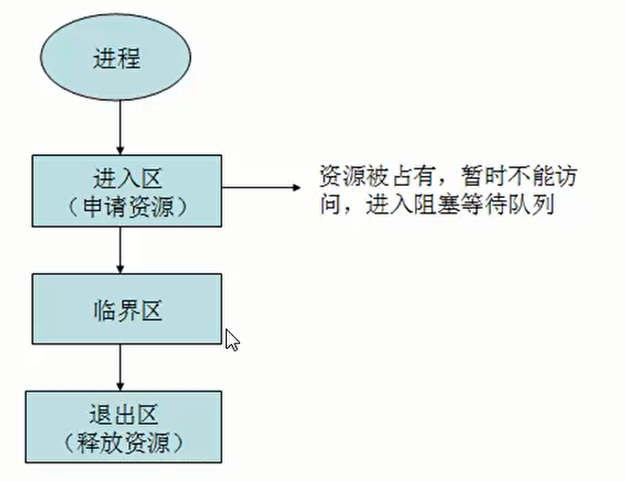 进程
进入区
（申请资源）
资源被占有，暂时不能访
问，进入阻塞等待队列
临界区
退出区
（释放资源）